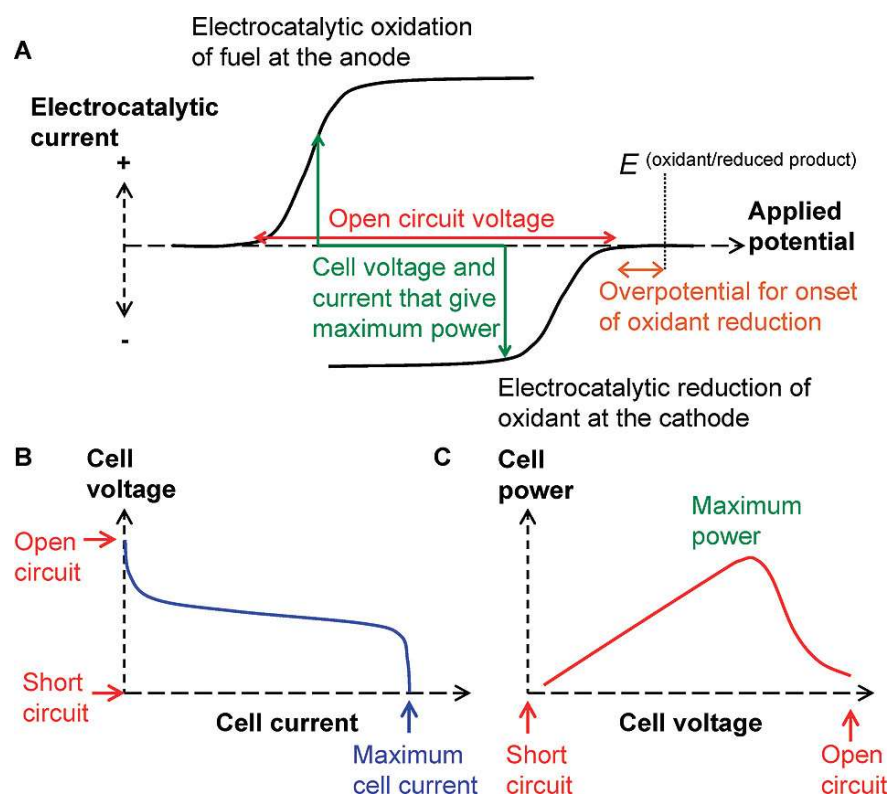 Electrocatalytic oxidation
of fuel at the anode
A
Electrocatalytic
current
+
-
E (oxidant/reduced product)
Open circuit voltage
Applied
potential
Cell voltage and
current that give
maximum power
Overpotential for onset
of oxidant reduction
Electrocatalytic reduction of
oxidant at the cathode
B
Cell
voltage
Open
circuit
Short
circuit
Cell current
Maximum
cell current
C
Cell
power
Maximum
power
Cell voltage
Short
circuit
Open
circuit